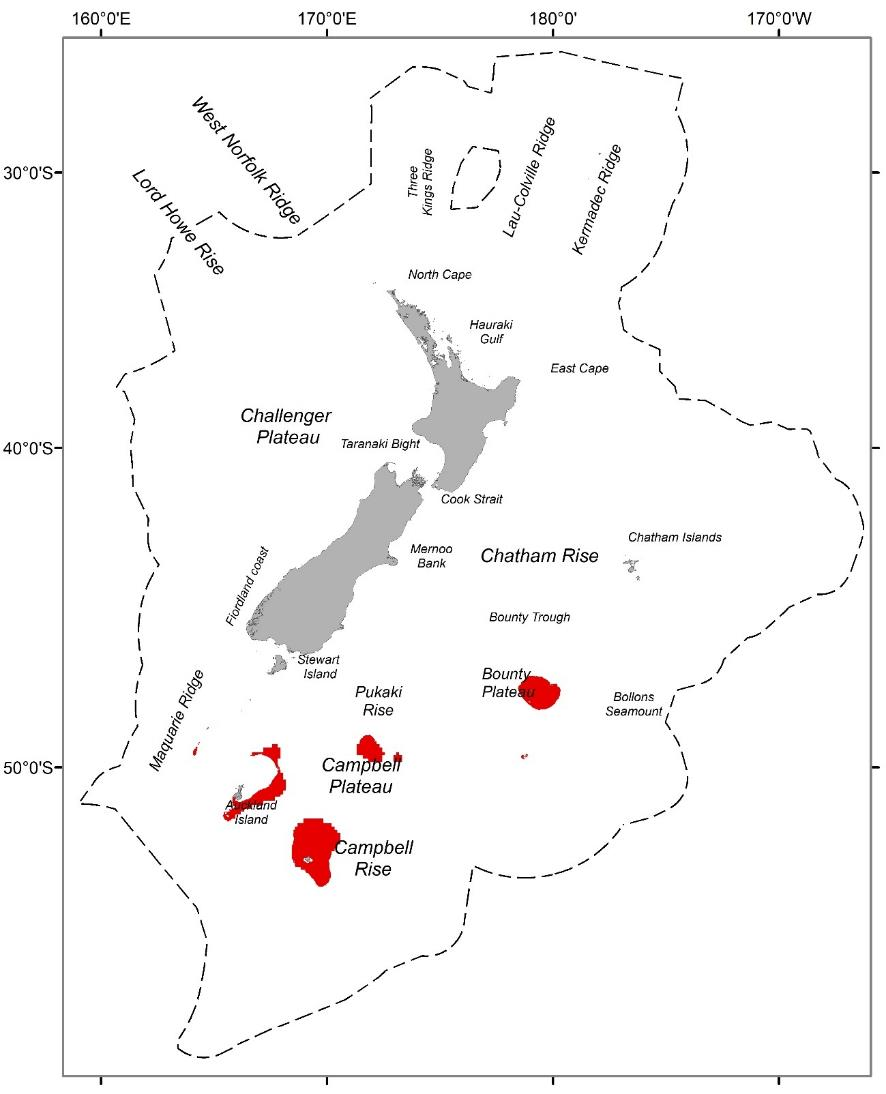 160°0'E
170°0'E
180°0'
170°0'W
30°0'S
40°0'S
50°0'S
West Norfolk Ridge
Lord Howe Rise
Three
Kings Ridge
Lau-Colville Ridge
Kermadec Ridge
North Cape
Hauraki
Gulf
East Cape
Challenger
Plateau
Taranaki Bight
Cook Strait
Mernoo
Bank
Chatham Rise
Chatham Islands
Fiordland coast
Bounty Trough
Stewart
Island
Maquarie Ridge
Pukaki
Rise
Bounty
Plateau
Bollons
Seamount
Campbell
Plateau
Auckland
Island
Campbell
Rise